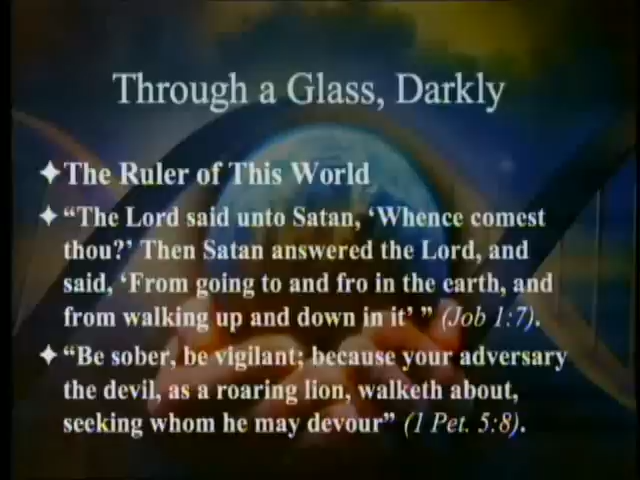 Through a Glass, Darkly
✦The Ruler of This World
✦“The Lord said unto Satan, ‘Whence comest
thou?’ Then Satan answered the Lord, and
said, ‘From going to and fro in the earth, and
from walking up and down in it’ ” (Job 1:7).
✦“Be sober, be vigilant; because your adversary
the devil, as a roaring lion, walketh about,
seeking whom he may devour” (1 Pet. 5:8).